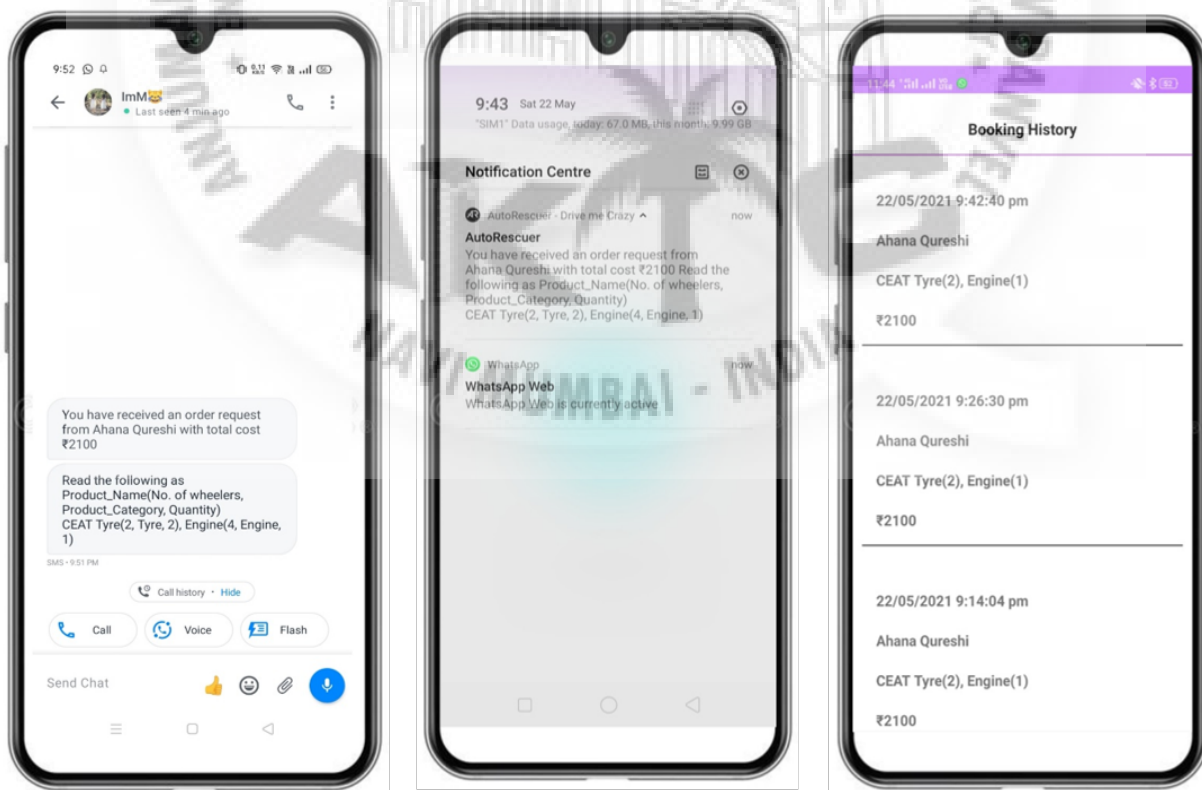 9:52
ImM😹
Last seen 4 min ago
You have received an order request
from Ahana Qureshi with total cost
₹2100
Read the following as
Product_Name(No. of wheelers,
Product_Category, Quantity)
CEAT Tyre(2, Tyre, 2), Engine(4, Engine,
1)
SMS • 9:51 PM
Call history • Hide
Call
Voice
Flash
Send Chat
9:43 Sat 22 May
"SIM1" Data usage, today: 67.0 MB, this month: 9.99 GB
Notification Centre
AutoRescuer - Drive me Crazy now
AutoRescuer
You have received an order request from
Ahana Qureshi with total cost ₹2100 Read the
following as Product_Name(No. of wheelers,
Product_Category, Quantity)
CEAT Tyre(2, Tyre, 2), Engine(4, Engine, 1)
WhatsApp now
WhatsApp Web
WhatsApp Web is currently active
11:44
Booking History
22/05/2021 9:42:40 pm
Ahana Qureshi
CEAT Tyre(2), Engine(1)
₹2100
22/05/2021 9:26:30 pm
Ahana Qureshi
CEAT Tyre(2), Engine(1)
₹2100
22/05/2021 9:14:04 pm
Ahana Qureshi
CEAT Tyre(2), Engine(1)
₹2100
AKTC
NAVI MUMBAI - INDIA